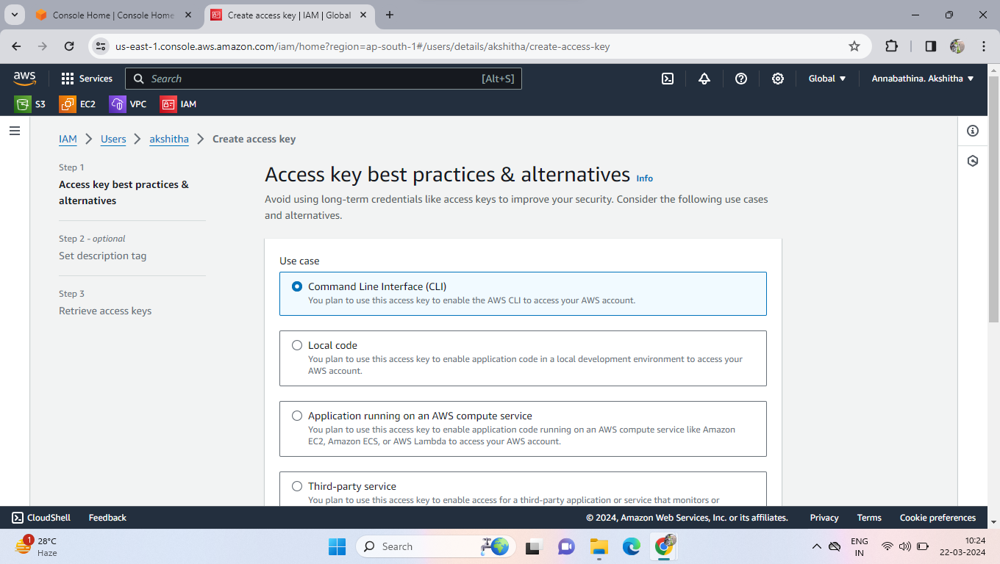 Console Home | Console Home
Create access key | IAM | Global
us-east-1.console.aws.amazon.com/iam/home?region=ap-south-1#/users/details/akshitha/create-access-key
aws
Services
Search
[Alt+S]
Global
Annabathina. Akshitha
S3
EC2
VPC
IAM
IAM
Users
akshitha
Create access key
Step 1
Access key best practices &
alternatives
Step 2 - optional
Set description tag
Step 3
Retrieve access keys
Access key best practices & alternatives Info
Avoid using long-term credentials like access keys to improve your security. Consider the following use cases
and alternatives.
Use case
Command Line Interface (CLI)
You plan to use this access key to enable the AWS CLI to access your AWS account.
Local code
You plan to use this access key to enable application code in a local development environment to access your
AWS account.
Application running on an AWS compute service
You plan to use this access key to enable application code running on an AWS compute service like Amazon
EC2, Amazon ECS, or AWS Lambda to access your AWS account.
Third-party service
You plan to use this access key to enable access for a third-party application or service that monitors or
CloudShell
Feedback
© 2024, Amazon Web Services, Inc. or its affiliates.
Privacy
Terms
Cookie preferences
1
28°C
Haze
Search
ENG
IN
10:24
22-03-2024